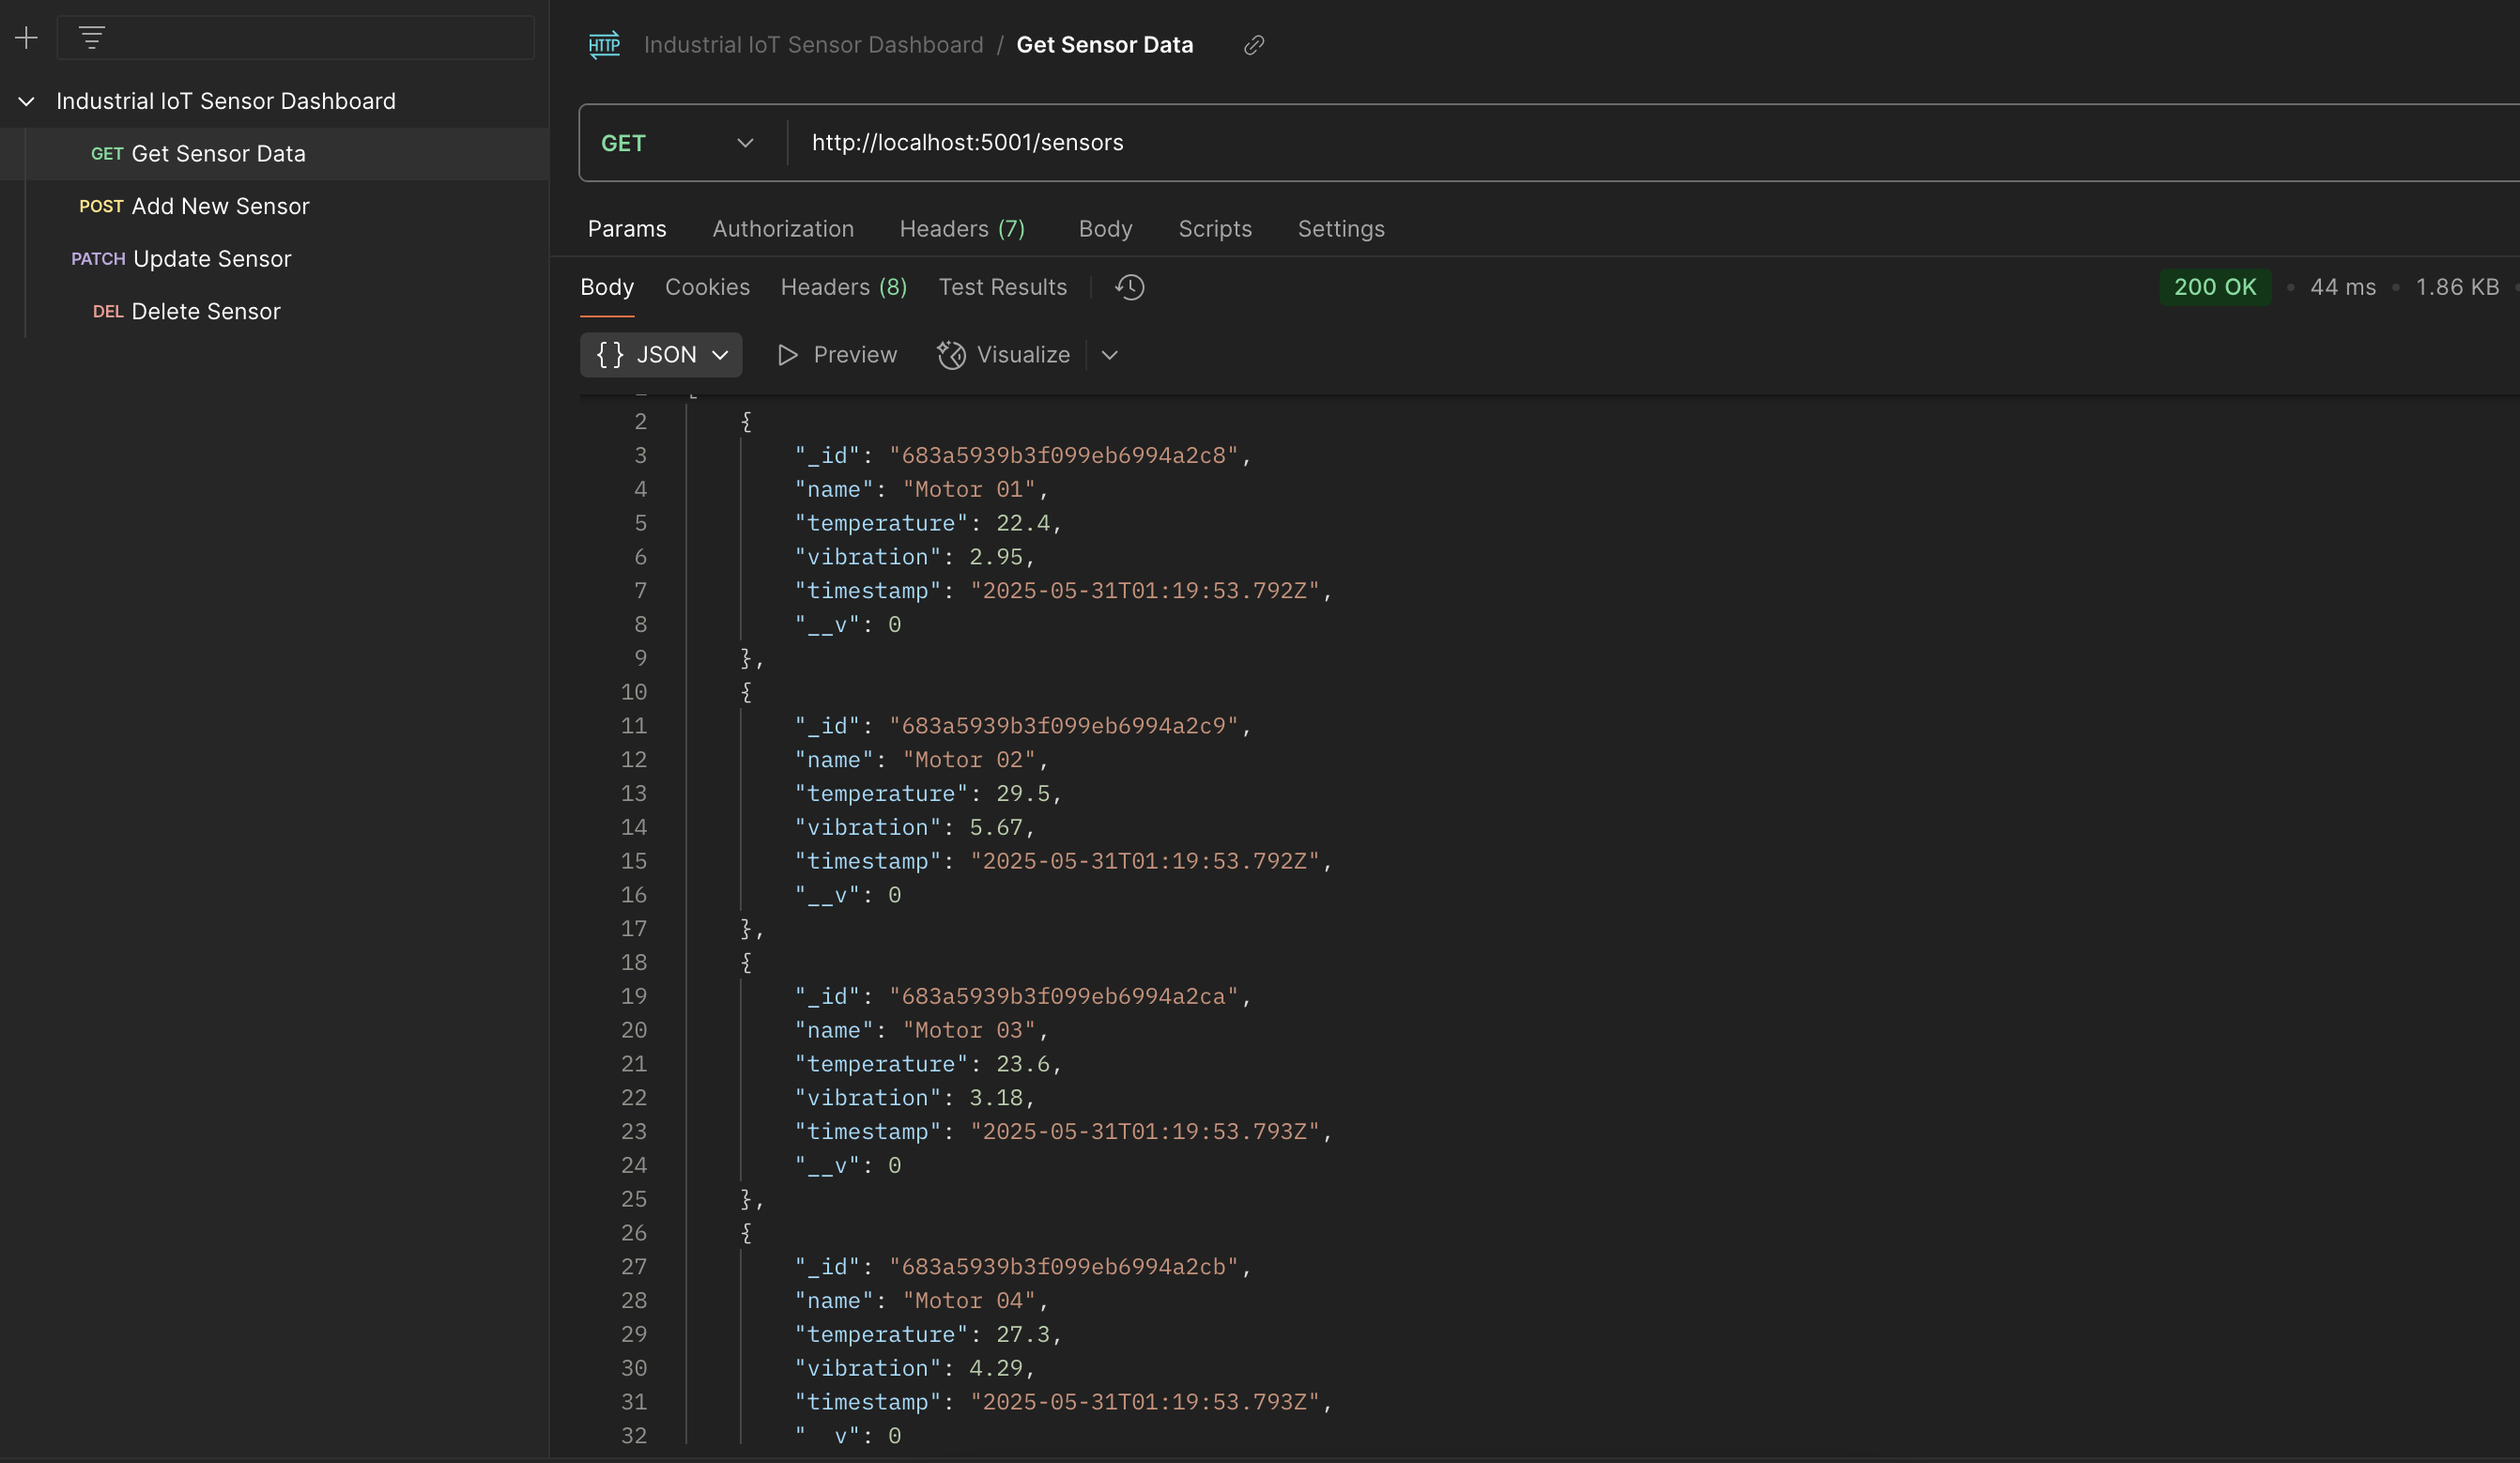 Industrial IoT Sensor Dashboard
GET Get Sensor Data
POST Add New Sensor
PATCH Update Sensor
DEL Delete Sensor
HTTP Industrial IoT Sensor Dashboard / Get Sensor Data
GET http://localhost:5001/sensors
Params Authorization Headers (7) Body Scripts Settings
Body Cookies Headers (8) Test Results 200 OK • 44 ms • 1.86 KB
{} JSON Preview Visualize
2 {
3 "_id": "683a5939b3f099eb6994a2c8",
4 "name": "Motor 01",
5 "temperature": 22.4,
6 "vibration": 2.95,
7 "timestamp": "2025-05-31T01:19:53.792Z",
8 "__v": 0
9 },
10 {
11 "_id": "683a5939b3f099eb6994a2c9",
12 "name": "Motor 02",
13 "temperature": 29.5,
14 "vibration": 5.67,
15 "timestamp": "2025-05-31T01:19:53.792Z",
16 "__v": 0
17 },
18 {
19 "_id": "683a5939b3f099eb6994a2ca",
20 "name": "Motor 03",
21 "temperature": 23.6,
22 "vibration": 3.18,
23 "timestamp": "2025-05-31T01:19:53.793Z",
24 "__v": 0
25 },
26 {
27 "_id": "683a5939b3f099eb6994a2cb",
28 "name": "Motor 04",
29 "temperature": 27.3,
30 "vibration": 4.29,
31 "timestamp": "2025-05-31T01:19:53.793Z",
32 "__v": 0